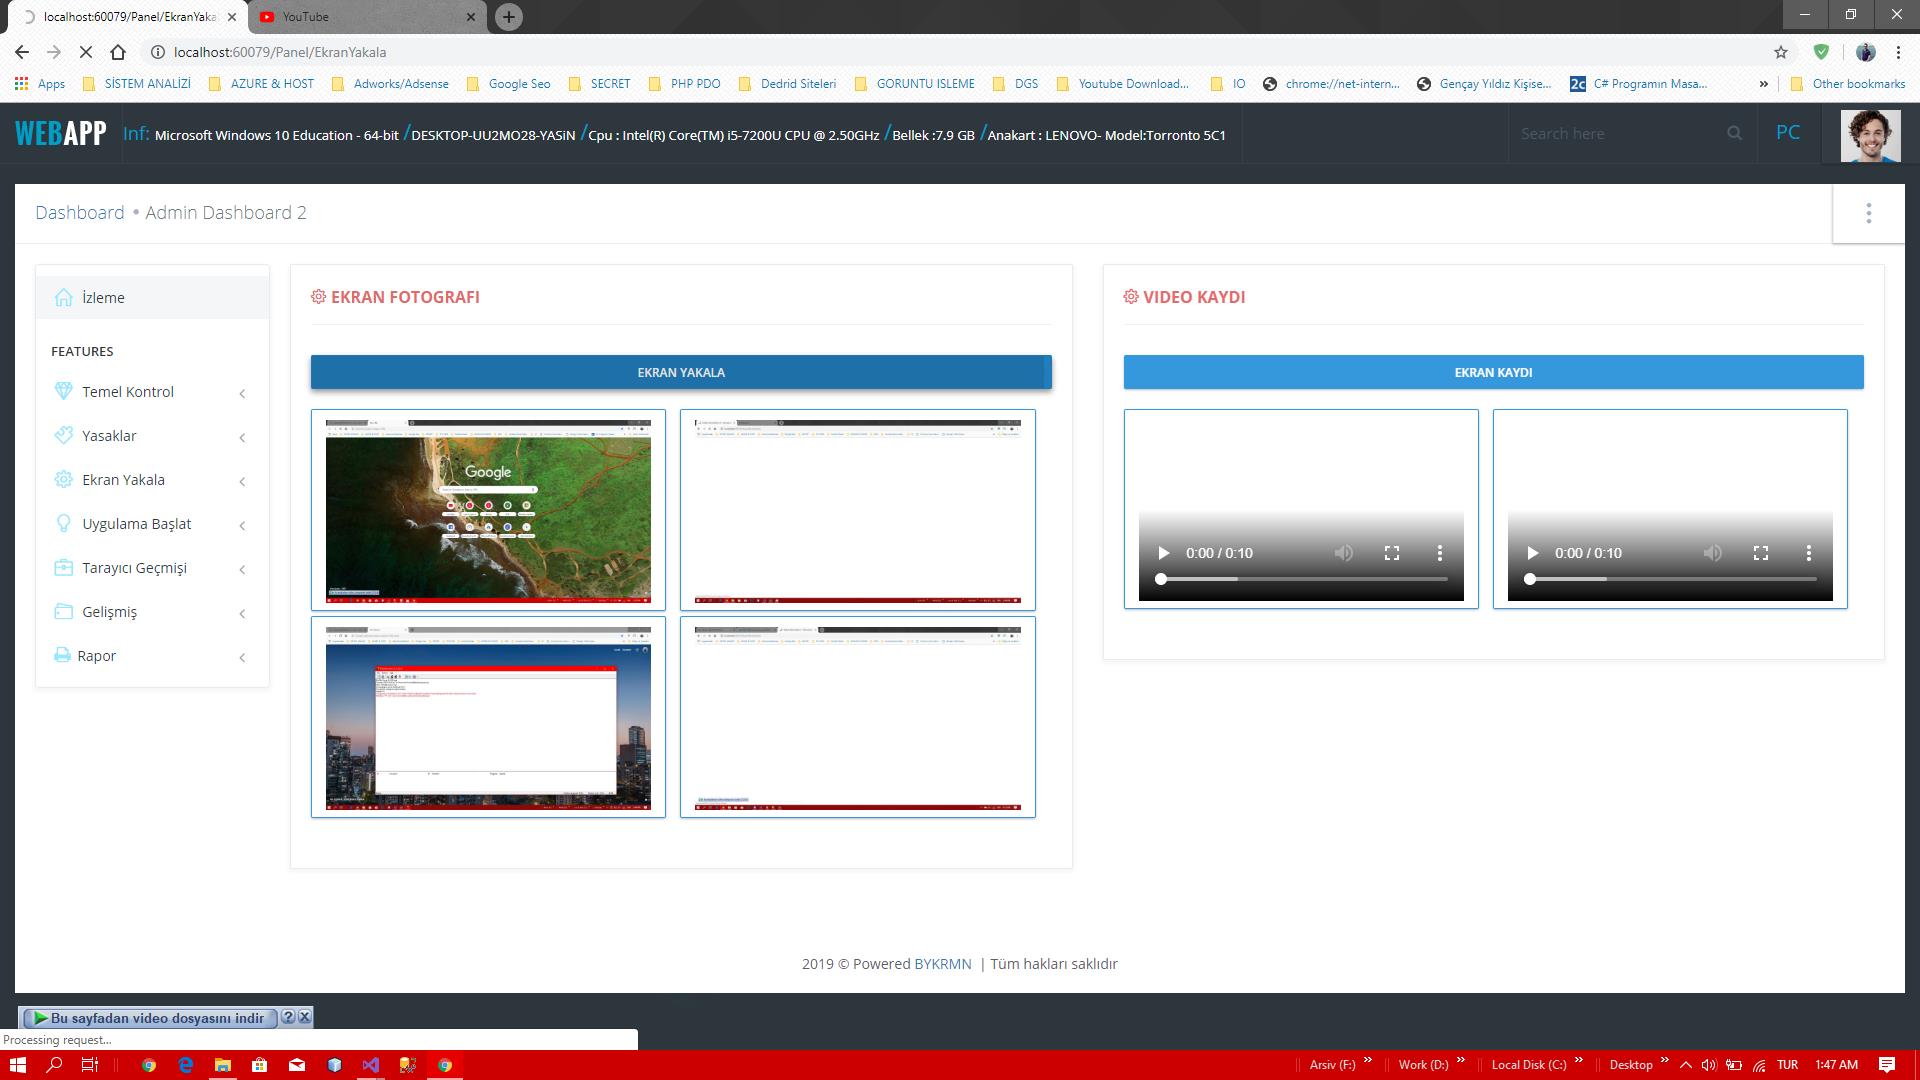 localhost:60079/Panel/EkranYaka
YouTube
localhost:60079/Panel/EkranYakala
Apps
SİSTEM ANALİZİ
AZURE & HOST
Adworks/Adsense
Google Seo
SECRET
PHP PDO
Dedrid Siteleri
GORUNTU ISLEME
DGS
Youtube Download...
IO
chrome://net-intern...
Gençay Yıldız Kişise...
2c C# Programın Masa...
» Other bookmarks
WEBAPP
Inf: Microsoft Windows 10 Education - 64-bit /DESKTOP-UU2MO28-YASiN /Cpu : Intel(R) Core(TM) i5-7200U CPU @ 2.50GHz /Bellek :7.9 GB /Anakart : LENOVO- Model:Torronto 5C1
Search here
PC
Dashboard • Admin Dashboard 2
İzleme
FEATURES
Temel Kontrol
Yasaklar
Ekran Yakala
Uygulama Başlat
Tarayıcı Geçmişi
Gelişmiş
Rapor
EKRAN FOTOGRAFI
EKRAN YAKALA
Google
VIDEO KAYDI
EKRAN KAYDI
0:00 / 0:10
0:00 / 0:10
2019 © Powered BYKRMN | Tüm hakları saklıdır
Bu sayfadan video dosyasını indir
Processing request...
Arsiv (F:) »
Work (D:) »
Local Disk (C:) »
Desktop »
TUR
1:47 AM